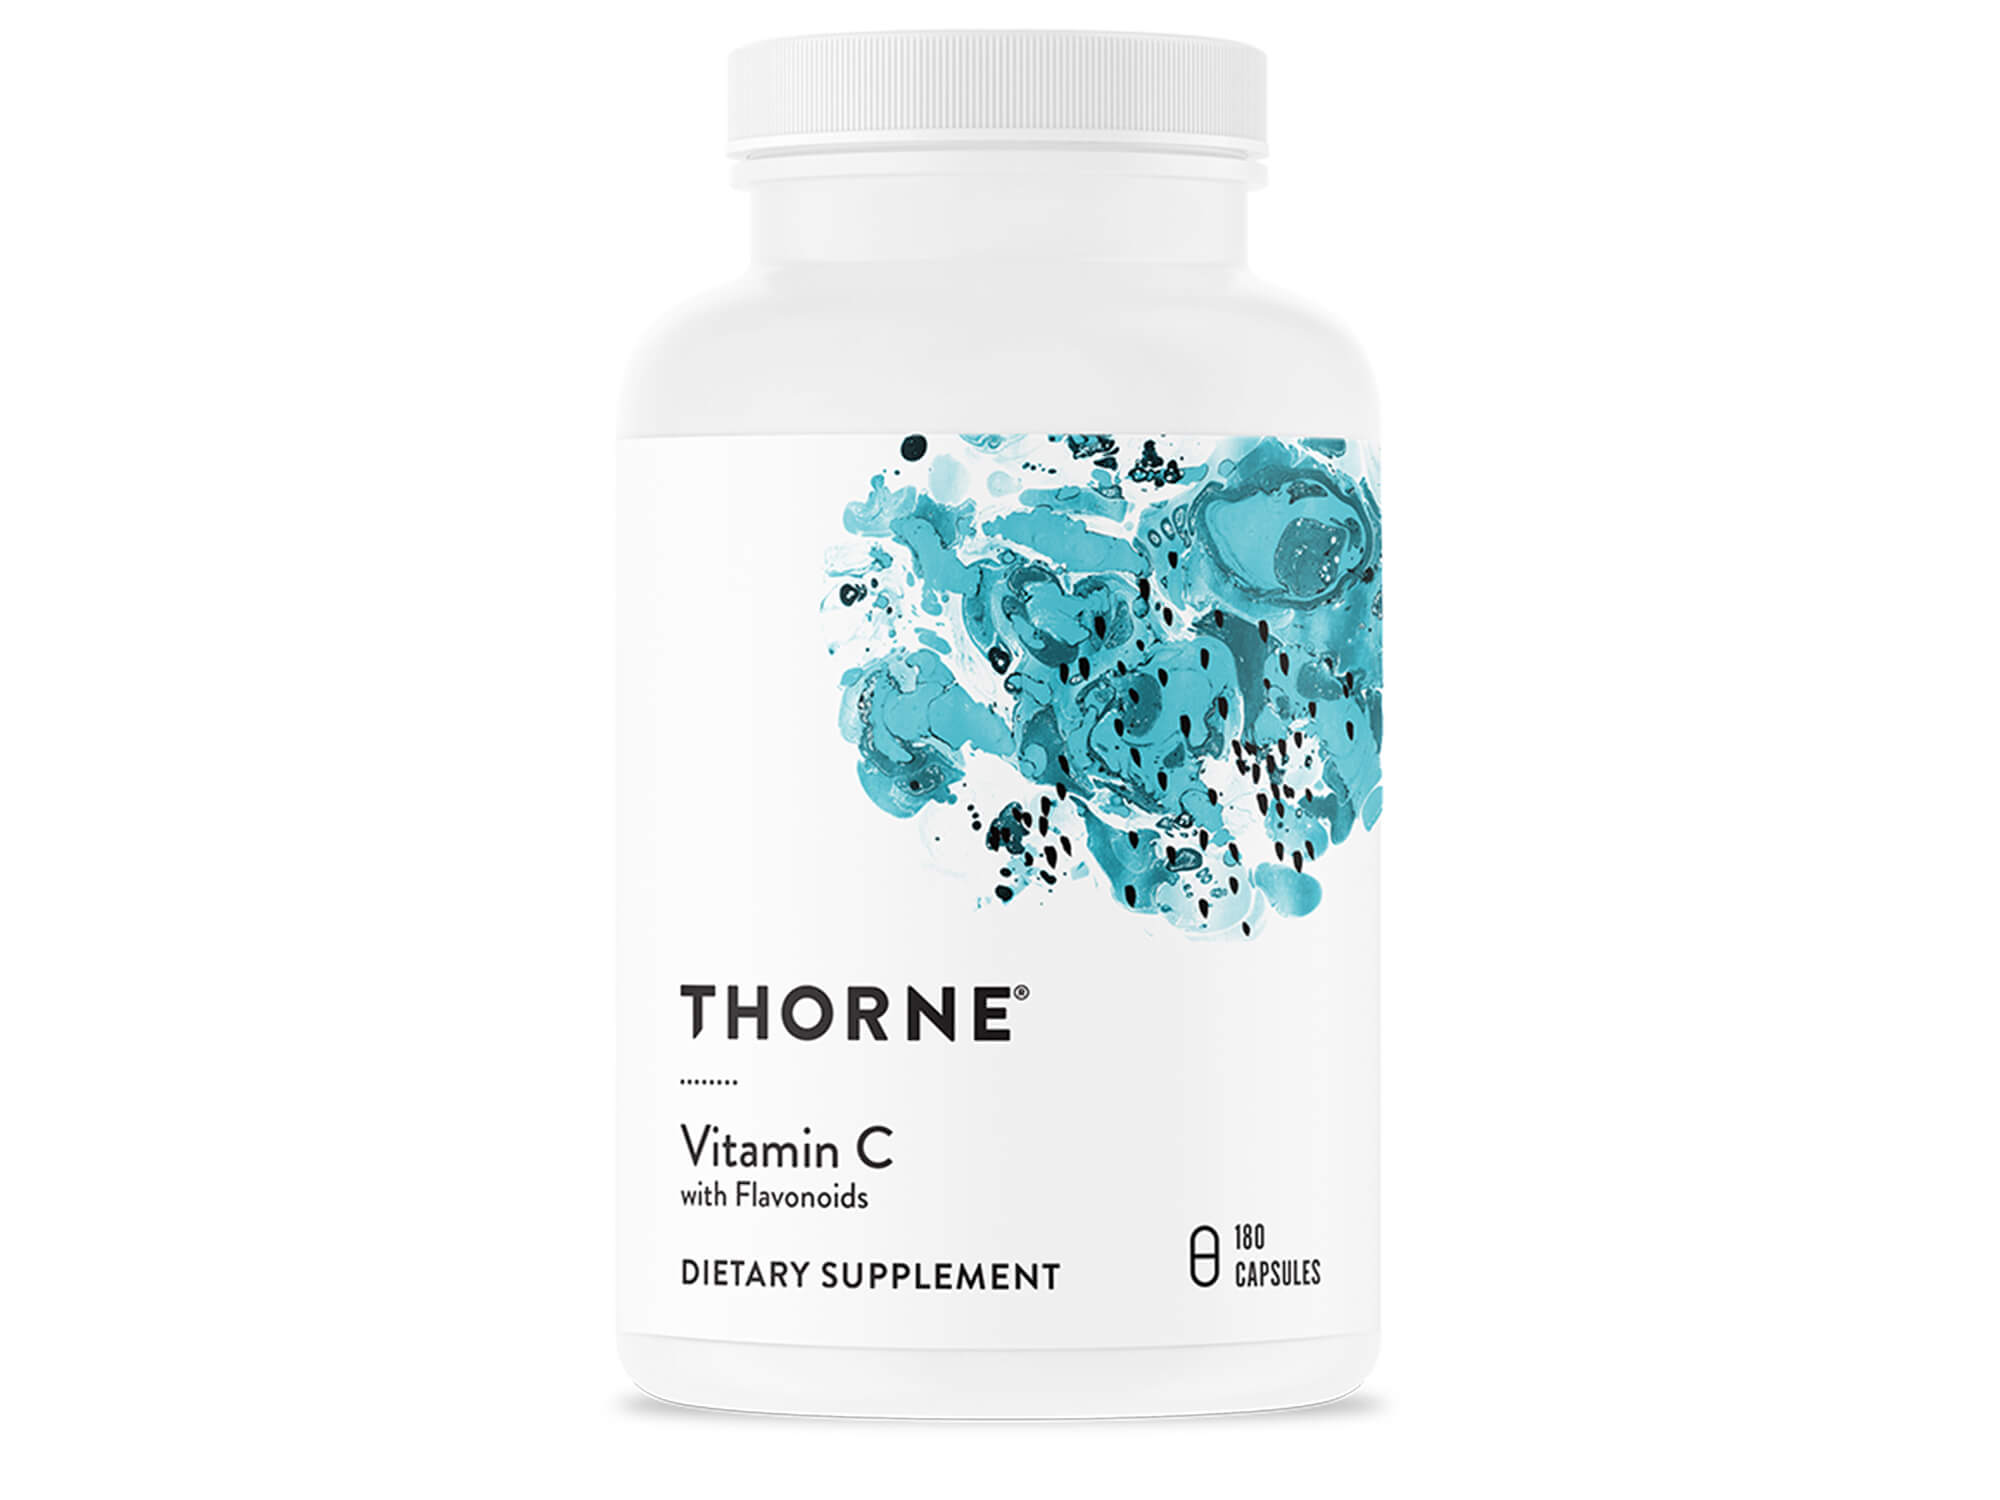 THORNE®
Vitamin C
with Flavonoids
DIETARY SUPPLEMENT
180
CAPSULES